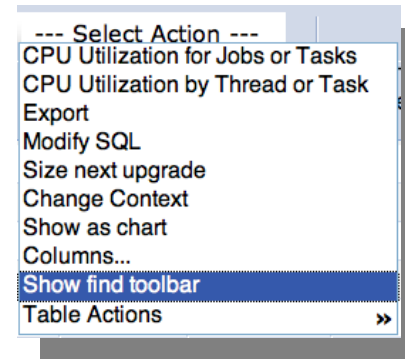 --- Select Action ---
CPU Utilization for Jobs or Tasks
CPU Utilization by Thread or Task
Export
Modify SQL
Size next upgrade
Change Context
Show as chart
Columns...
Show find toolbar
Table Actions »